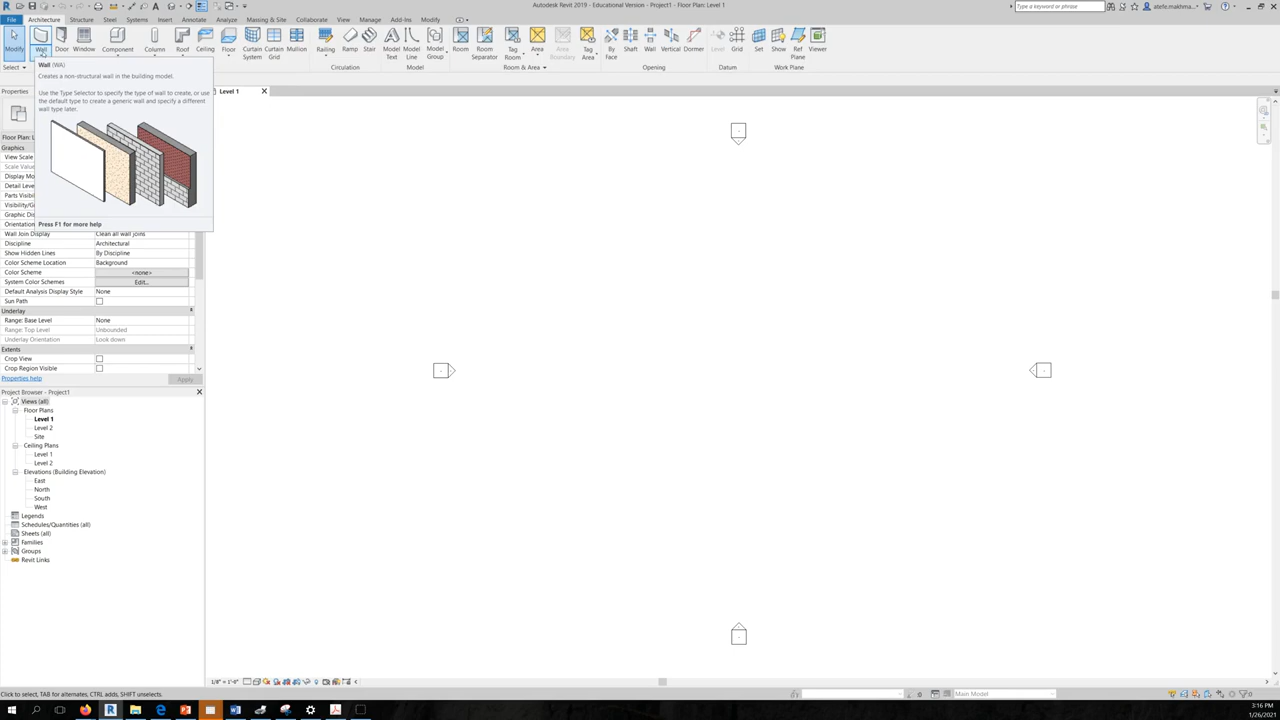 Autodesk Revit 2019 - Educational Version - Project1 - Floor Plan: Level 1
Type a keyword or phrase
atefe.makhma...
File Architecture Structure Steel Systems Insert Annotate Analyze Massing & Site Collaborate View Manage Add-Ins Modify
Modify Wall Door Window Component Column Roof Ceiling Floor Curtain System Curtain Grid Mullion Railing Ramp Stair Model Text Model Line Model Group Room Room Separator Tag Room Area Area Boundary Tag Area By Face Shaft Wall Vertical Dormer Level Grid Set Show Ref Plane Viewer
Select Circulation Model Room & Area Opening Datum Work Plane
Wall (WA)
Creates a non-structural wall in the building model.
Use the Type Selector to specify the type of wall to create, or use
the default type to create a generic wall and specify a different
wall type later.
Press F1 for more help
Properties
Level 1
Floor Plan: L
Graphics
View Scale
Scale Value
Display Mo
Detail Leve
Parts Visibili
Visibility/G
Graphic Dis
Orientation
Wall Join Display Clean all wall joins
Discipline Architectural
Show Hidden Lines By Discipline
Color Scheme Location Background
Color Scheme <none>
System Color Schemes Edit...
Default Analysis Display Style None
Sun Path
Underlay
Range: Base Level None
Range: Top Level Unbounded
Underlay Orientation Look down
Extents
Crop View
Crop Region Visible
Properties help Apply
Project Browser - Project1
Views (all)
Floor Plans
Level 1
Level 2
Site
Ceiling Plans
Level 1
Level 2
Elevations (Building Elevation)
East
North
South
West
Legends
Schedules/Quantities (all)
Sheets (all)
Families
Groups
Revit Links
1/8" = 1'-0"
Click to select, TAB for alternates, CTRL adds, SHIFT unselects.
:0
Main Model
:0
3:16 PM
1/26/2021